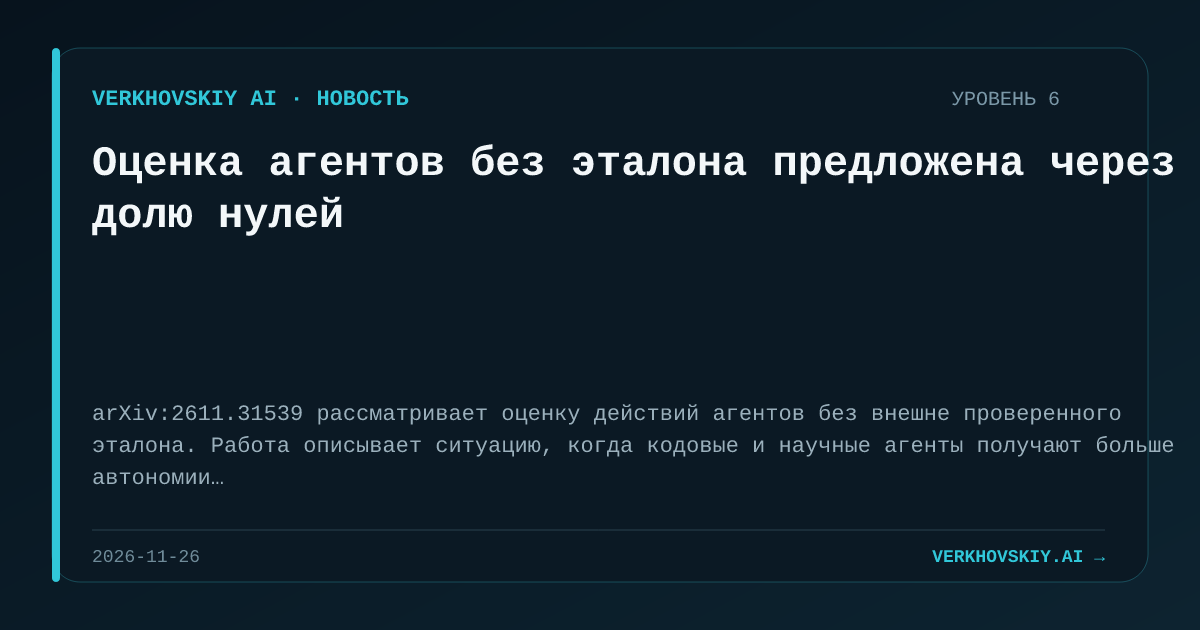 VERKHOVSKIY AI · НОВОСТЬ
УРОВЕНЬ 6
Оценка агентов без эталона предложена через
долю нулей
arXiv:2611.31539 рассматривает оценку действий агентов без внешне проверенного
эталона. Работа описывает ситуацию, когда кодовые и научные агенты получают больше
автономии…
2026-11-26
VERKHOVSKIY.AI →